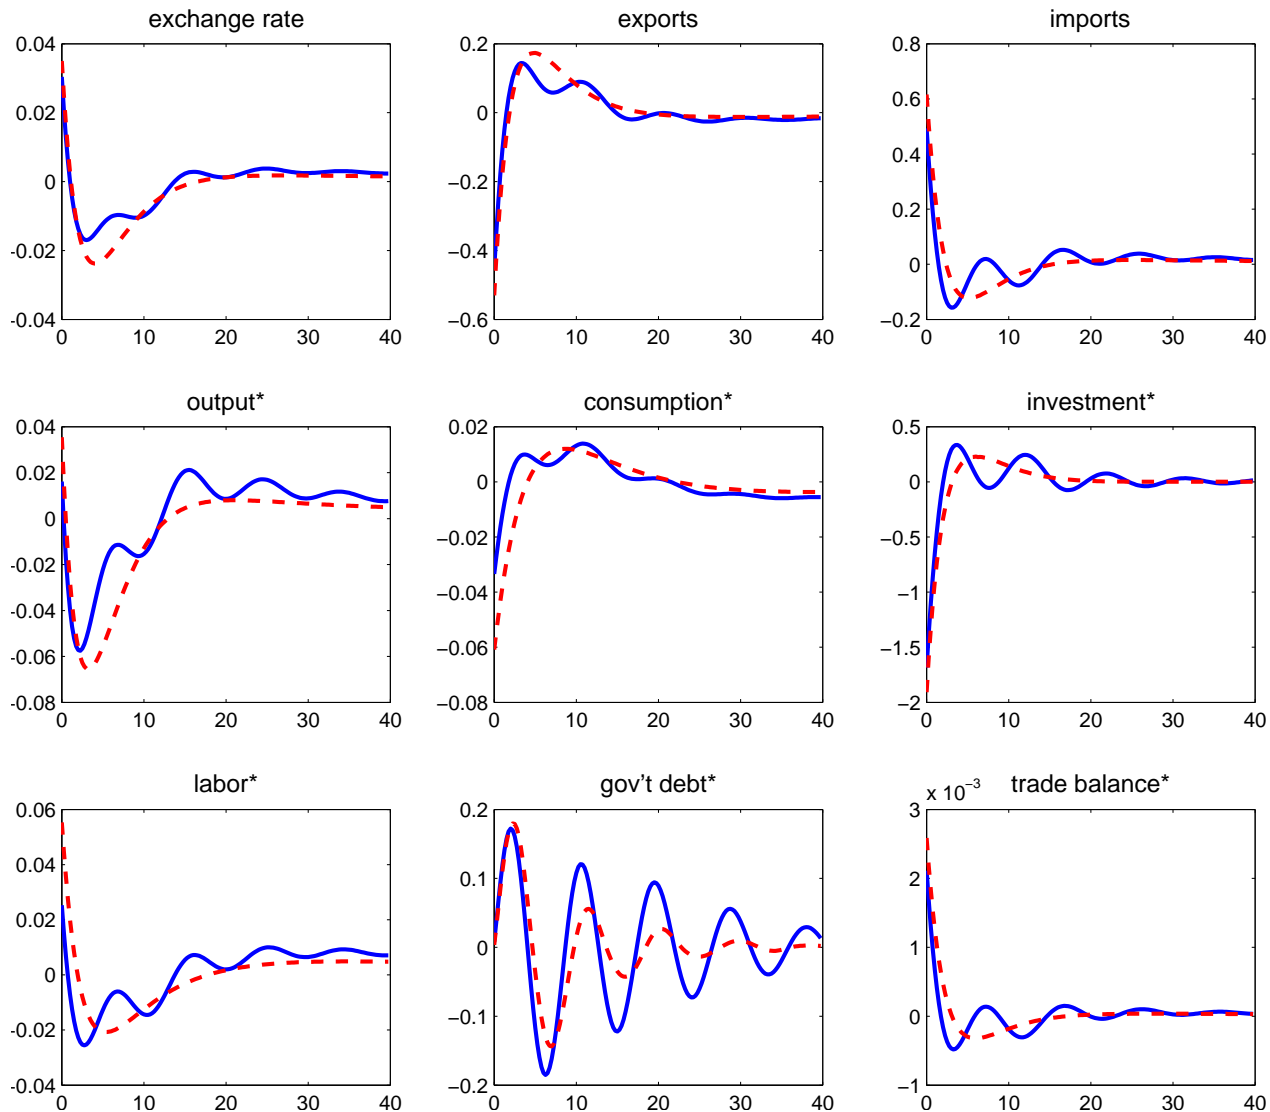 exchange rate
exports
imports
0.04
0.02
0
-0.02
-0.04
0 10 20 30 40
0.2
0
−0.2
−0.4
−0.6
0 10 20 30 40
0.8
0.6
0.4
0.2
0
−0.2
0 10 20 30 40
output*
consumption*
investment*
0.04
0.02
0
-0.02
-0.04
-0.06
-0.08
0 10 20 30 40
0.02
0
−0.02
−0.04
−0.06
−0.08
0 10 20 30 40
0.5
0
−0.5
−1
−1.5
−2
0 10 20 30 40
labor*
gov't debt*
x 10⁻³ trade balance*
0.06
0.04
0.02
0
-0.02
-0.04
0 10 20 30 40
0.2
0.1
0
−0.1
−0.2
0 10 20 30 40
3
2
1
0
−1
0 10 20 30 40